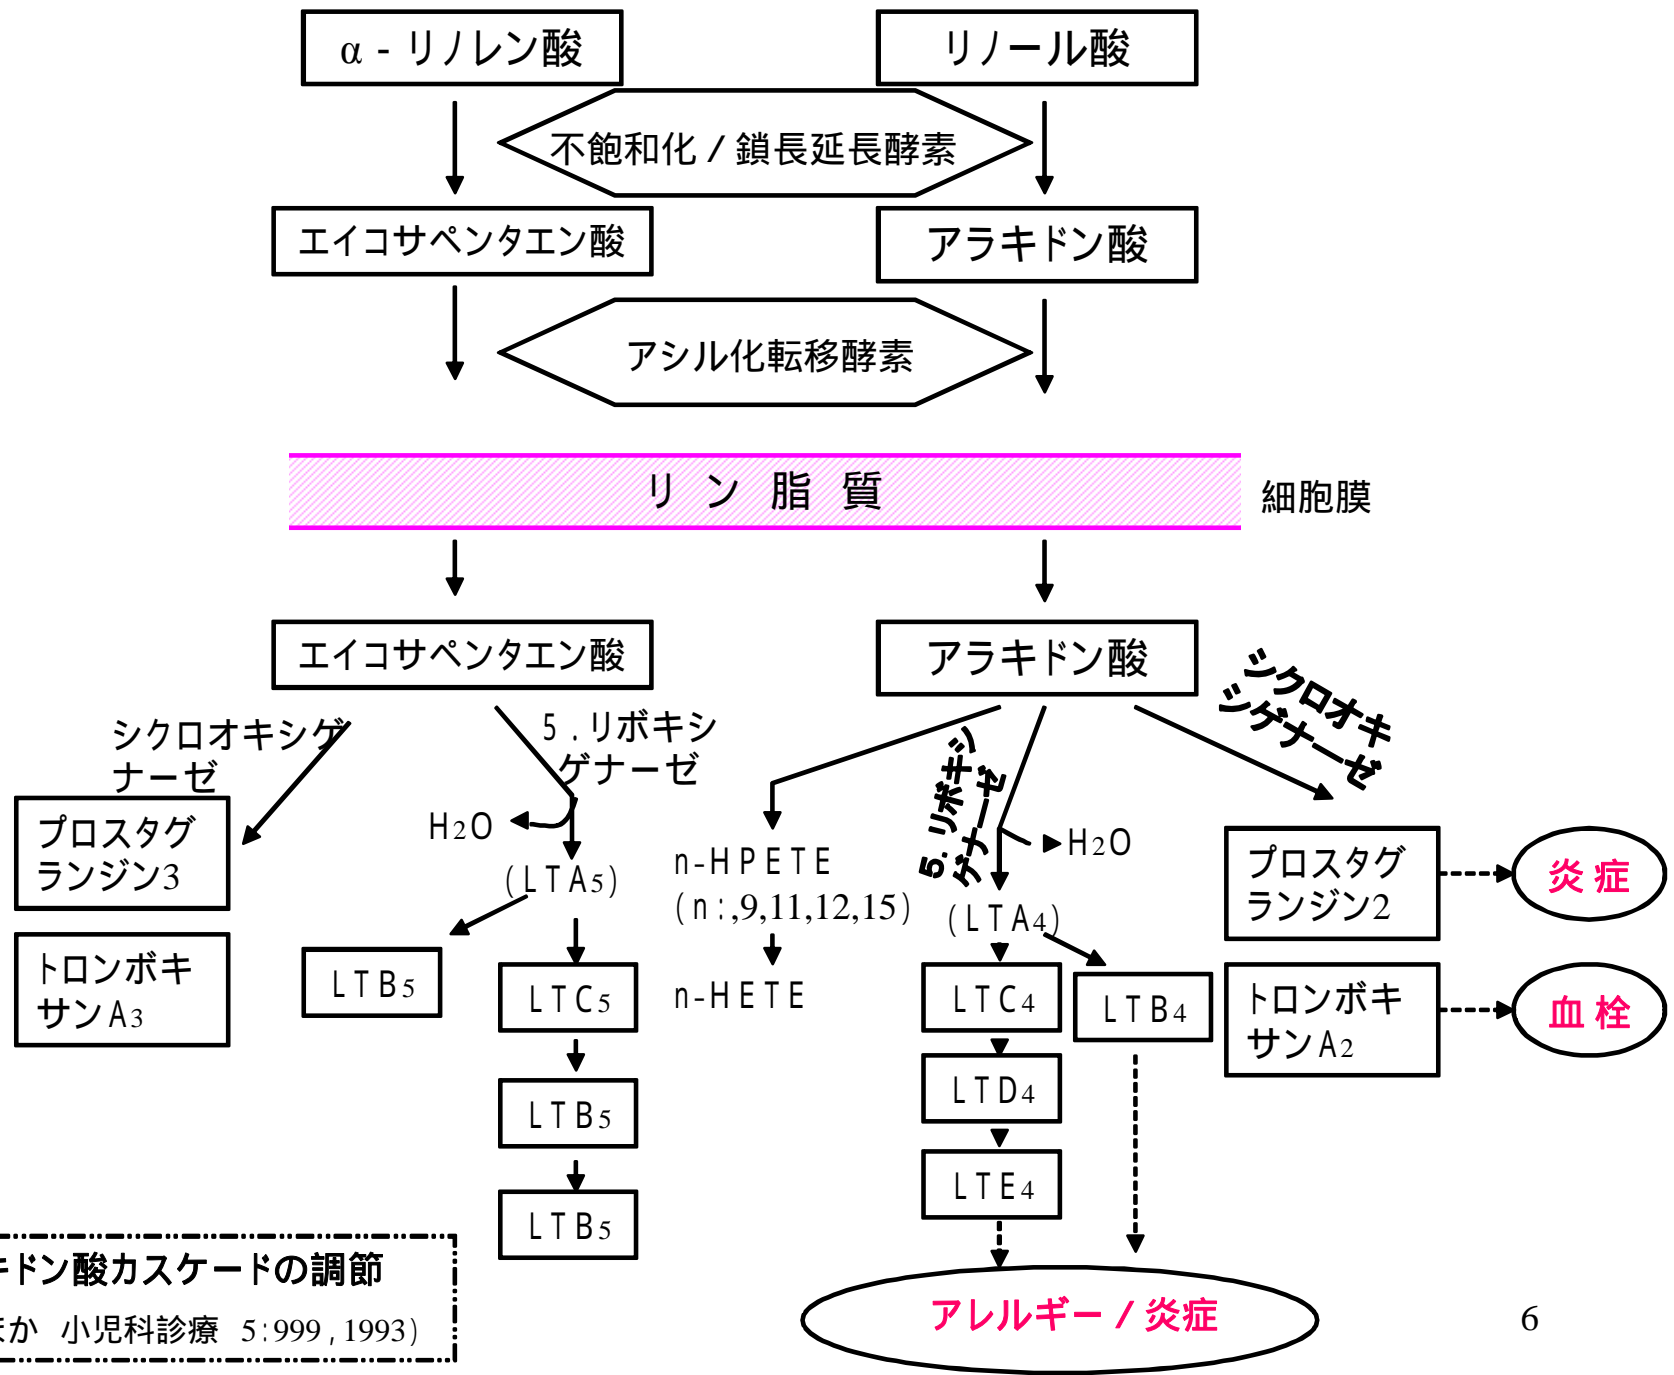 α - リノレン酸
リノール酸
不飽和化 / 鎖長延長酵素
エイコサペンタエン酸
アラキドン酸
アシル化転移酵素
リン脂質
細胞膜
エイコサペンタエン酸
アラキドン酸
シクロオキシゲ
ナーゼ
5 . リボキシ
ゲナーゼ
5. リボキシ
ゲナーゼ
シクロオキ
シゲナーゼ
プロスタグ
ランジン3
H2O
(LTA5)
n-HPETE
(n:,9,11,12,15)
H2O
(LTA4)
プロスタグ
ランジン2
炎症
トロンボキ
サンA3
LTB5
LTC5
n-HETE
LTC4
LTB4
トロンボキ
サンA2
血栓
LTB5
LTD4
LTB5
LTE4
キドン酸カスケードの調節
ほか 小児科診療 5:999,1993)
アレルギー / 炎症
6